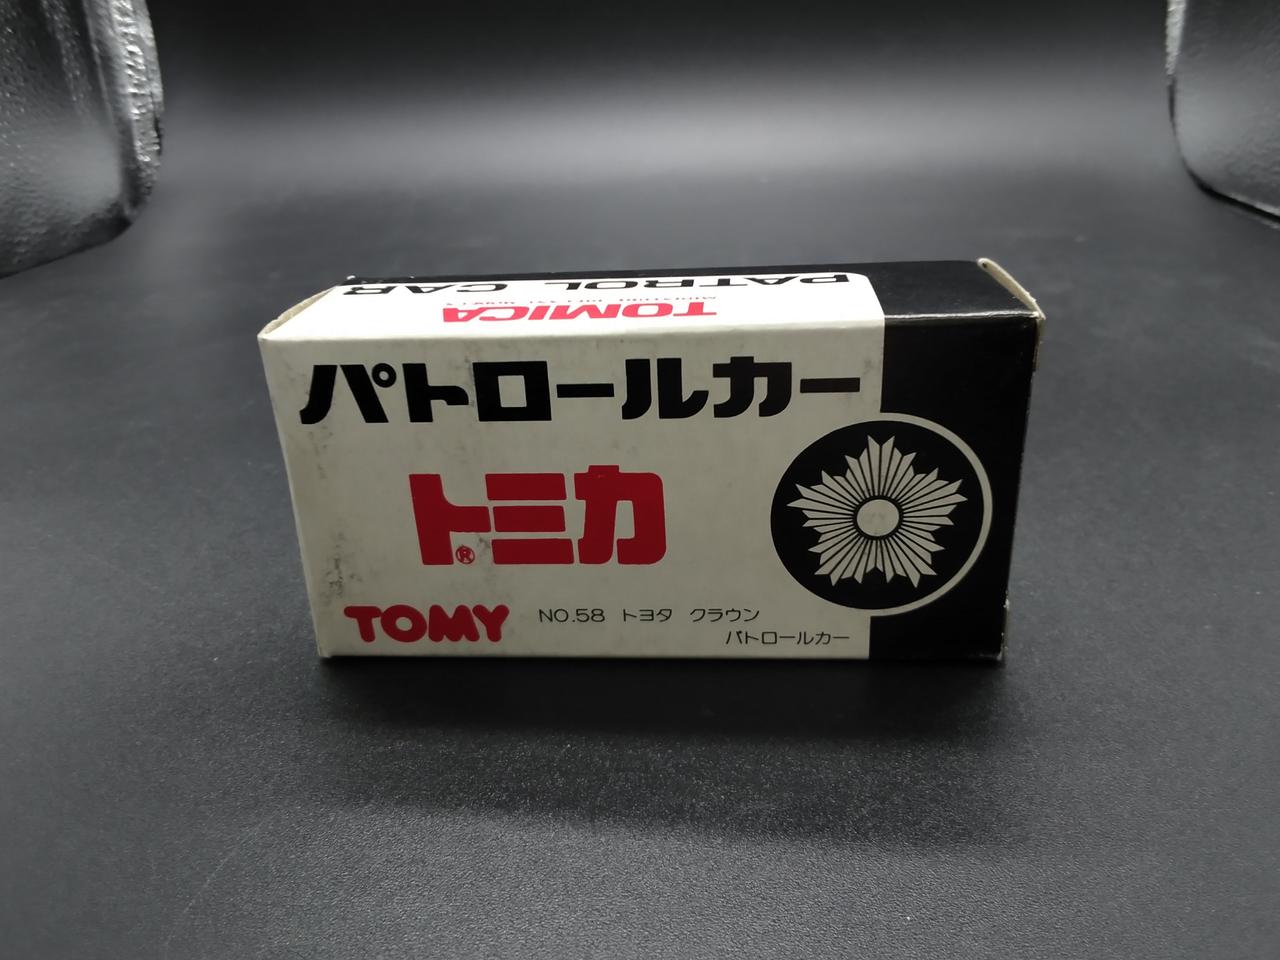 PATROL CAR
TOMICA
パトロールカー
トミカ®
TOMY NO.58 トヨタ クラウン
パトロールカー